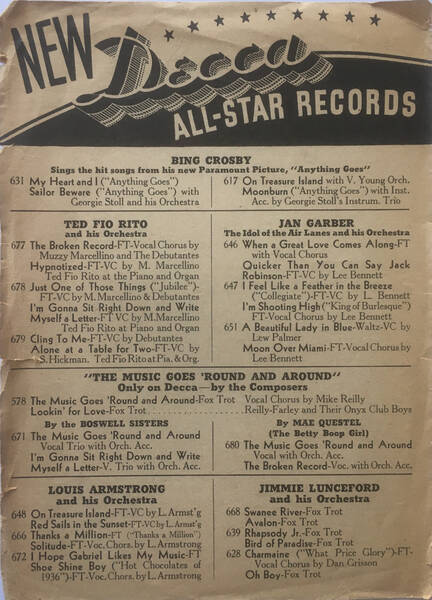 NEW Decca
ALL-STAR RECORDS
BING CROSBY
Sings the hit songs from his new Paramount Picture, "Anything Goes"
631 My Heart and I ("Anything Goes")
Sailor Beware ("Anything Goes") with
Georgie Stoll and his Orchestra
617 On Treasure Island with V. Young Orch.
Moonburn ("Anything Goes") with Inst.
Acc. by Georgie Stoll's Instrum. Trio
TED FIO RITO
and his Orchestra
677 The Broken Record-FT-Vocal Chorus by
Muzzy Marcellino and The Debutantes
Hypnotized-FT-VC by M. Marcellino
Ted Fio Rito at the Piano and Organ
678 Just One of Those Things ("Jubilee")-
FT-VC by M. Marcellino & Debutantes
I'm Gonna Sit Right Down and Write
Myself a Letter-FT VC by M.Marcellino
Ted Fio Rito at Piano and Organ
679 Cling To Me-FT-VC by Debutantes
Alone at a Table for Two-FT-VC by
S.Hickman. Ted Fio Rito at Pia. & Org.
JAN GARBER
The Idol of the Air Lanes and his Orchestra
646 When a Great Love Comes Along-FT
with Vocal Chorus
Quicker Than You Can Say Jack
Robinson-FT-VC by Lee Bennett
647 I Feel Like a Feather in the Breeze
("Collegiate")-FT-VC by L. Bennett
I'm Shooting High ("King of Burlesque")
FT-Vocal Chorus by Lee Bennett
651 A Beautiful Lady in Blue-Waltz-VC by
Lew Palmer
Moon Over Miami-FT-Vocal Chorus by
Lee Bennett
"THE MUSIC GOES 'ROUND AND AROUND"
Only on Decca—by the Composers
578 The Music Goes 'Round and Around-Fox Trot Vocal Chorus by Mike Reilly
Lookin' for Love-Fox Trot ........ Reilly-Farley and Their Onyx Club Boys
By the BOSWELL SISTERS
671 The Music Goes 'Round and Around
Vocal Trio with Orch. Acc.
I'm Gonna Sit Right Down and Write
Myself a Letter-V. Trio with Orch. Acc.
By MAE QUESTEL
(The Betty Boop Girl)
680 The Music Goes 'Round and Around
Vocal with Orch. Acc.
The Broken Record-Voc. with Orch. Acc.
LOUIS ARMSTRONG
and his Orchestra
648 On Treasure Island-FT-VC by L. Armst'g
Red Sails in the Sunset-FT-VC by L. Armst'g
666 Thanks a Million-FT ("Thanks a Million")
Solitude-FT-Voc. Chors. by L. Armstrong
672 I Hope Gabriel Likes My Music-FT
Shoe Shine Boy ("Hot Chocolates of
1936")-FT-VC by L. Armstrong
JIMMIE LUNCEFORD
and his Orchestra
668 Swanee River-Fox Trot
Avalon-Fox Trot
639 Rhapsody Jr.-Fox Trot
Bird of Paradise-Fox Trot
628 Charmaine ("What Price Glory")-FT-
Vocal Chorus by Dan Grisson
Oh Boy-Fox Trot